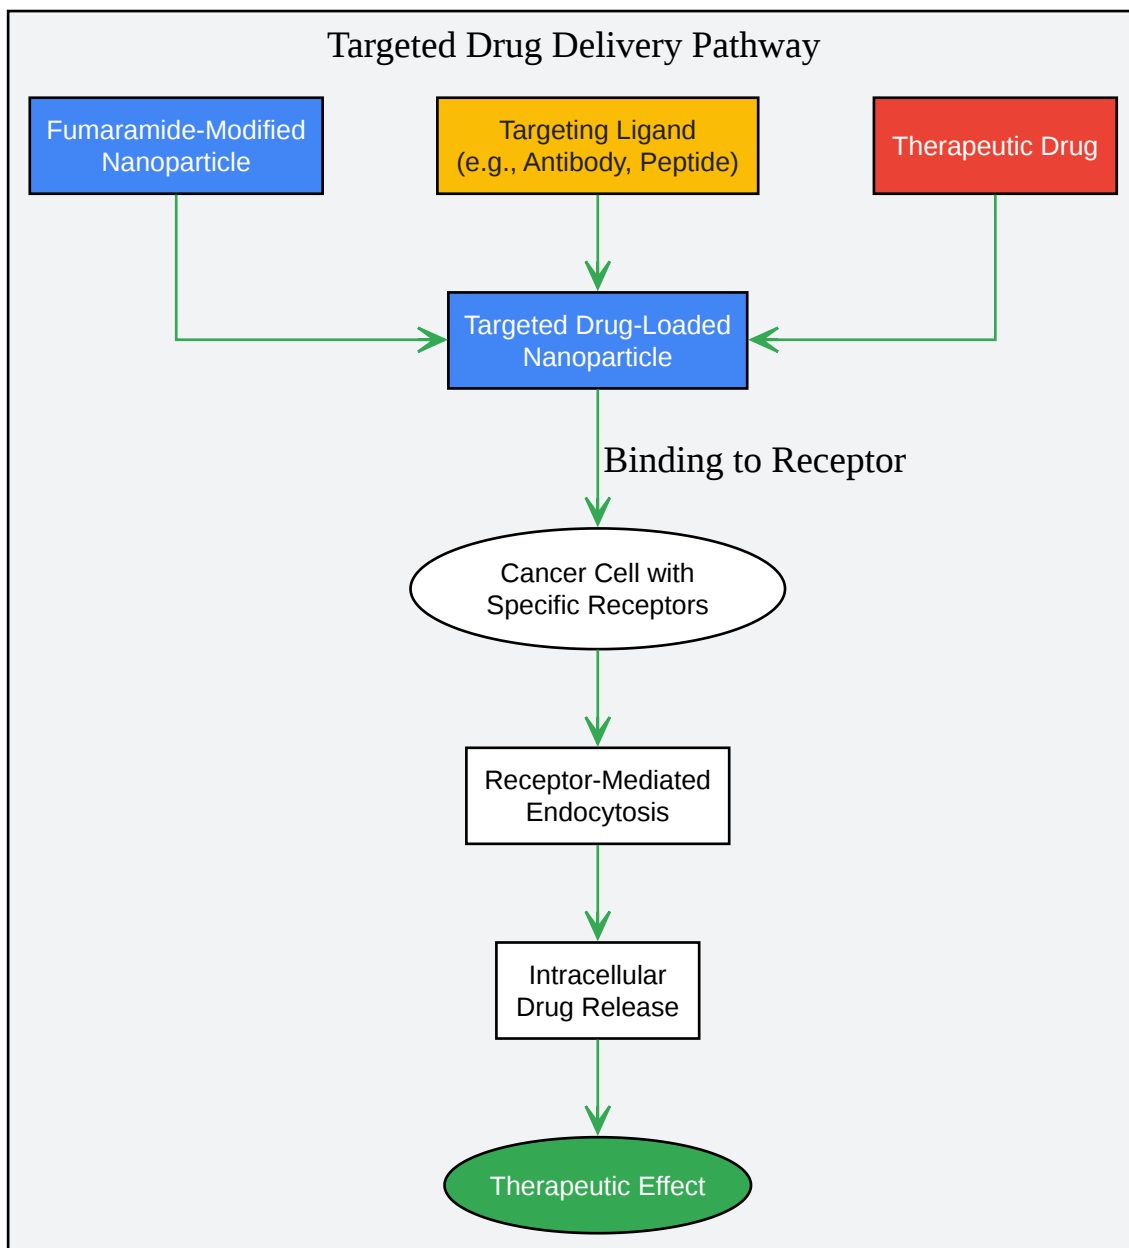 Targeted Drug Delivery Pathway
Fumaramide-Modified
Nanoparticle
Targeting Ligand
(e.g., Antibody, Peptide)
Therapeutic Drug
Targeted Drug-Loaded
Nanoparticle
Binding to Receptor
Cancer Cell with
Specific Receptors
Receptor-Mediated
Endocytosis
Intracellular
Drug Release
Therapeutic Effect